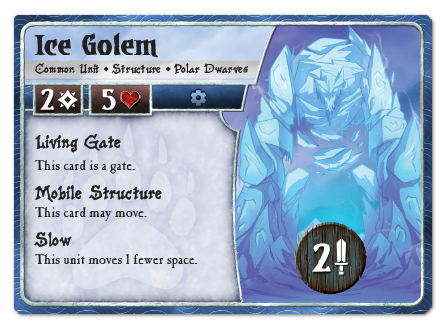 Ice Golem
Common Unit • Structure • Polar Dwarves
2 5
Living Gate
This card is a gate.
Mobile Structure
This card may move.
Slow
This unit moves 1 fewer space.
2